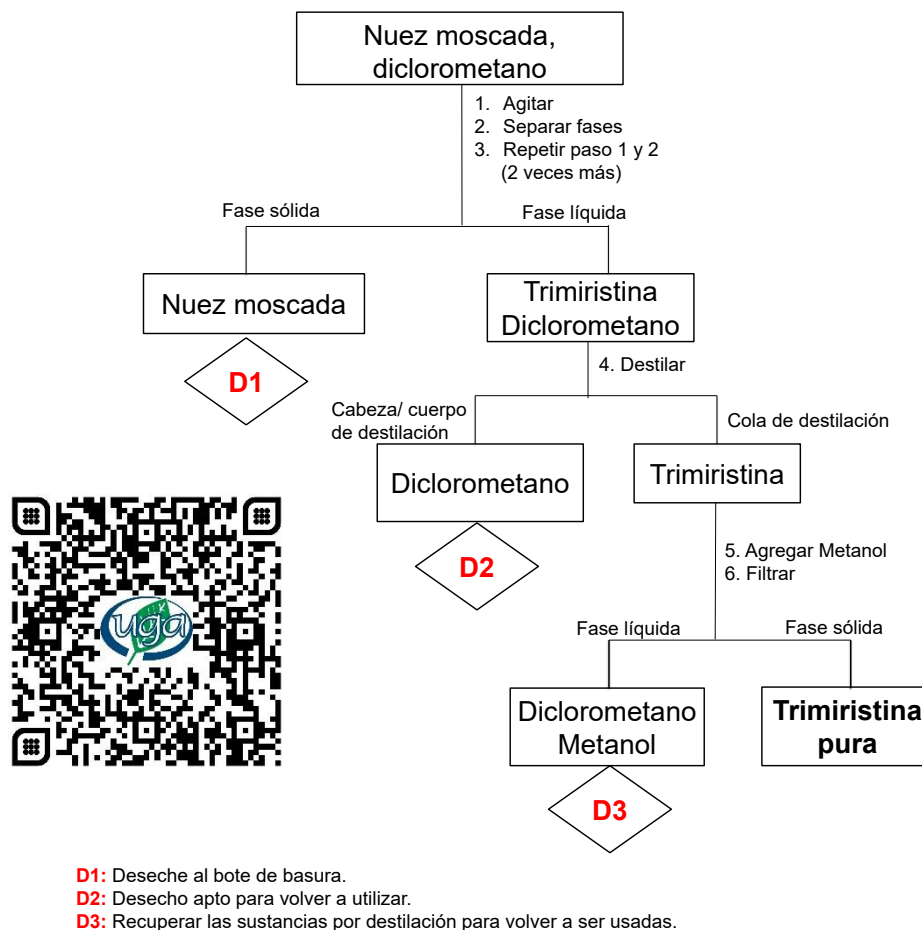 Nuez moscada,
diclorometano
1. Agitar
2. Separar fases
3. Repetir paso 1 y 2
(2 veces más)
Fase sólida
Fase líquida
Nuez moscada
Trimiristina
Diclorometano
D1
4. Destilar
Cabeza/ cuerpo
de destilación
Cola de destilación
Diclorometano
Trimiristina
D2
5. Agregar Metanol
6. Filtrar
uga
Fase líquida
Fase sólida
Diclorometano
Metanol
Trimiristina
pura
D3
D1: Deseche al bote de basura.
D2: Desecho apto para volver a utilizar.
D3: Recuperar las sustancias por destilación para volver a ser usadas.